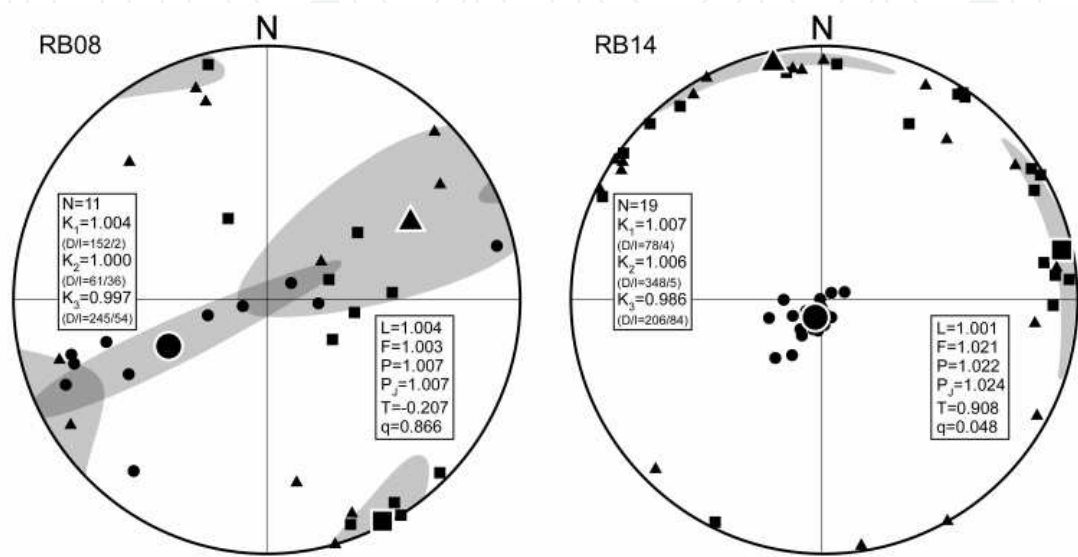 RB08
N
N=11
K1=1.004
(D/I=152/2)
K2=1.000
(D/I=61/36)
K3=0.997
(D/I=245/54)
L=1.004
F=1.003
P=1.007
PJ=1.007
T=-0.207
q=0.866
RB14
N
N=19
K1=1.007
(D/I=78/4)
K2=1.006
(D/I=348/5)
K3=0.986
(D/I=206/84)
L=1.001
F=1.021
P=1.022
PJ=1.024
T=0.908
q=0.048